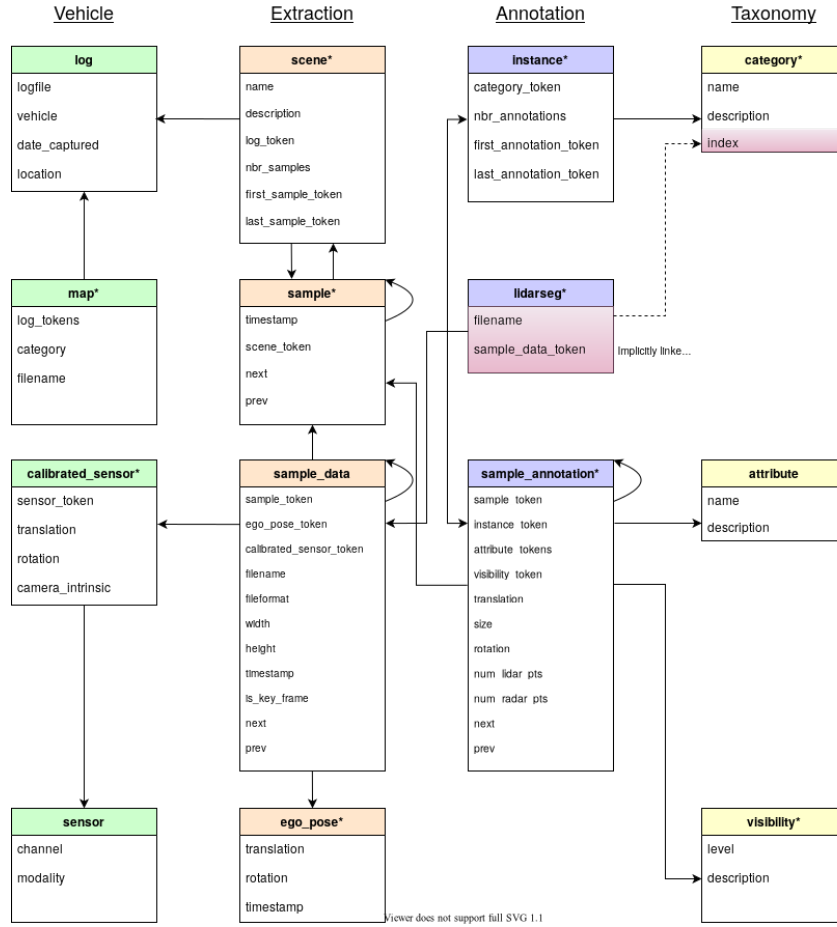 Vehicle
Extraction
Annotation
Taxonomy
log
logfile
vehicle
date_captured
location
scene*
name
description
log_token
nbr_samples
first_sample_token
last_sample_token
instance*
category_token
nbr_annotations
first_annotation_token
last_annotation_token
category*
name
description
index
map*
log_tokens
category
filename
sample*
timestamp
scene_token
next
prev
lidarseg*
filename
sample_data_token
Implicitly linke...
calibrated_sensor*
sensor_token
translation
rotation
camera_intrinsic
sample_data
sample_token
ego_pose_token
calibrated_sensor_token
filename
fileformat
width
height
timestamp
is_key_frame
next
prev
sample_annotation*
sample_token
instance_token
attribute_tokens
visibility_token
translation
size
rotation
num_lidar_pts
num_radar_pts
next
prev
attribute
name
description
sensor
channel
modality
ego_pose*
translation
rotation
timestamp
visibility*
level
description
Viewer does not support full SVG 1.1